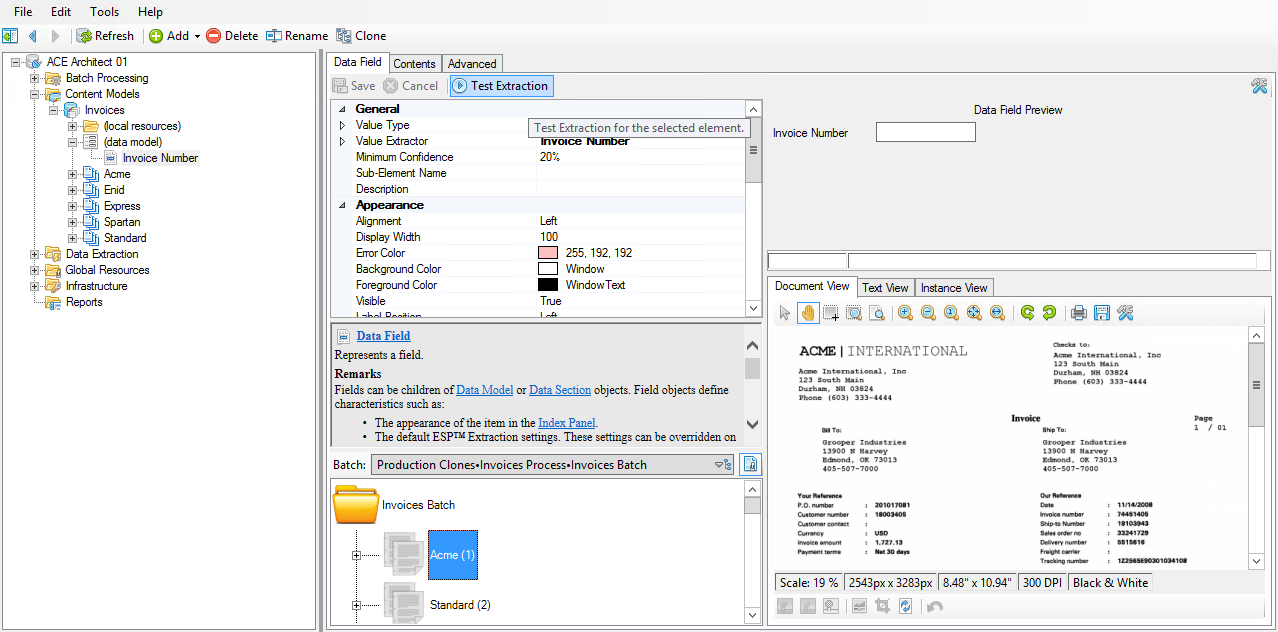 File Edit Tools Help
Refresh Add Delete Rename Clone
ACE Architect 01
Batch Processing
Content Models
Invoices
(local resources)
(data model)
Invoice Number
Acme
Enid
Express
Spartan
Standard
Data Extraction
Global Resources
Infrastructure
Reports
Data Field Contents Advanced
Save Cancel Test Extraction
General
Value Type
Test Extraction for the selected element.
Value Extractor Invoice Number
Minimum Confidence 20%
Sub-Element Name
Description
Appearance
Alignment Left
Display Width 100
Error Color 255, 192, 192
Background Color Window
Foreground Color WindowText
Visible True
Label Position Left
Data Field
Represents a field.
Remarks
Fields can be children of Data Model or Data Section objects. Field objects define
characteristics such as:
• The appearance of the item in the Index Panel.
• The default ESP™ Extraction settings. These settings can be overridden on
Batch: Production Clones•Invoices Process•Invoices Batch
Invoices Batch
Acme (1)
Standard (2)
Data Field Preview
Invoice Number
Document View Text View Instance View
ACME | INTERNATIONAL
Acme International, Inc
123 South Main
Durham, NH 03824
Phone (603) 333-4444
Checks to:
Acme International, Inc
123 South Main
Durham, NH 03824
Phone (603) 333-4444
Invoice
Page
1 / 01
Bill To:
Grooper Industries
13900 N Harvey
Edmond, OK 73013
405-507-7000
Ship To:
Grooper Industries
13900 N Harvey
Edmond, OK 73013
405-507-7000
Your Reference
P.O. number : 201017081
Customer number : 18003405
Customer contact :
Currency : USD
Invoice amount : 1,727.13
Payment terms : Net 30 days
Our Reference
Date : 11/14/2008
Invoice number : 74461405
Ship-to Number : 18103943
Sales order no : 33241729
Delivery number : 5515616
Freight carrier :
Tracking number : 1Z2565E90301034108
Scale: 19 % 2543px x 3283px 8.48" x 10.94" 300 DPI Black & White